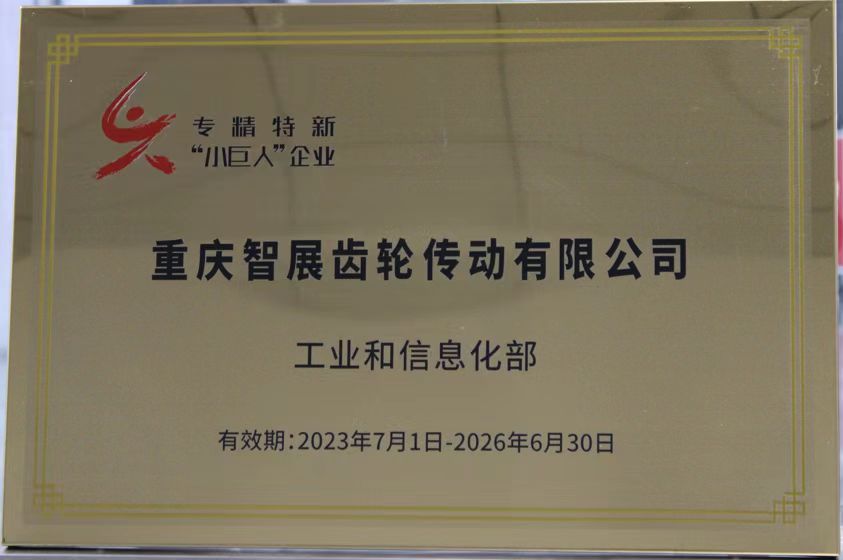 专精特新
“小巨人”企业
重庆智展齿轮传动有限公司
工业和信息化部
有效期:2023年7月1日-2026年6月30日